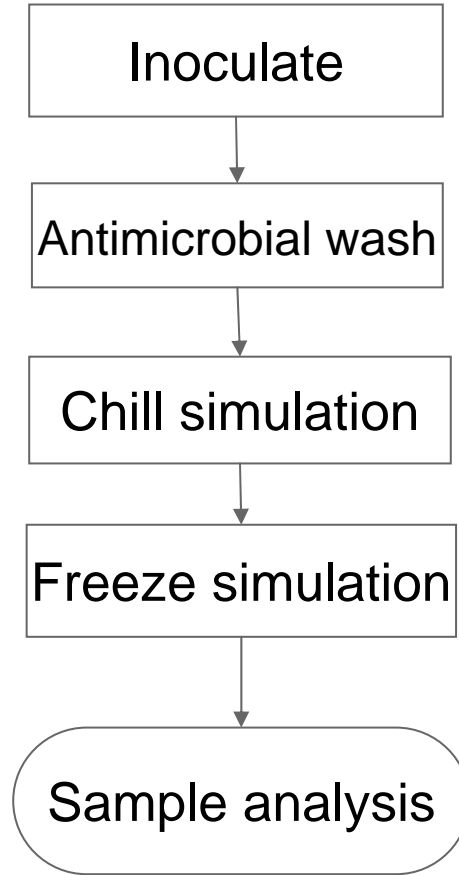 Inoculate
Antimicrobial wash
Chill simulation
Freeze simulation
Sample analysis